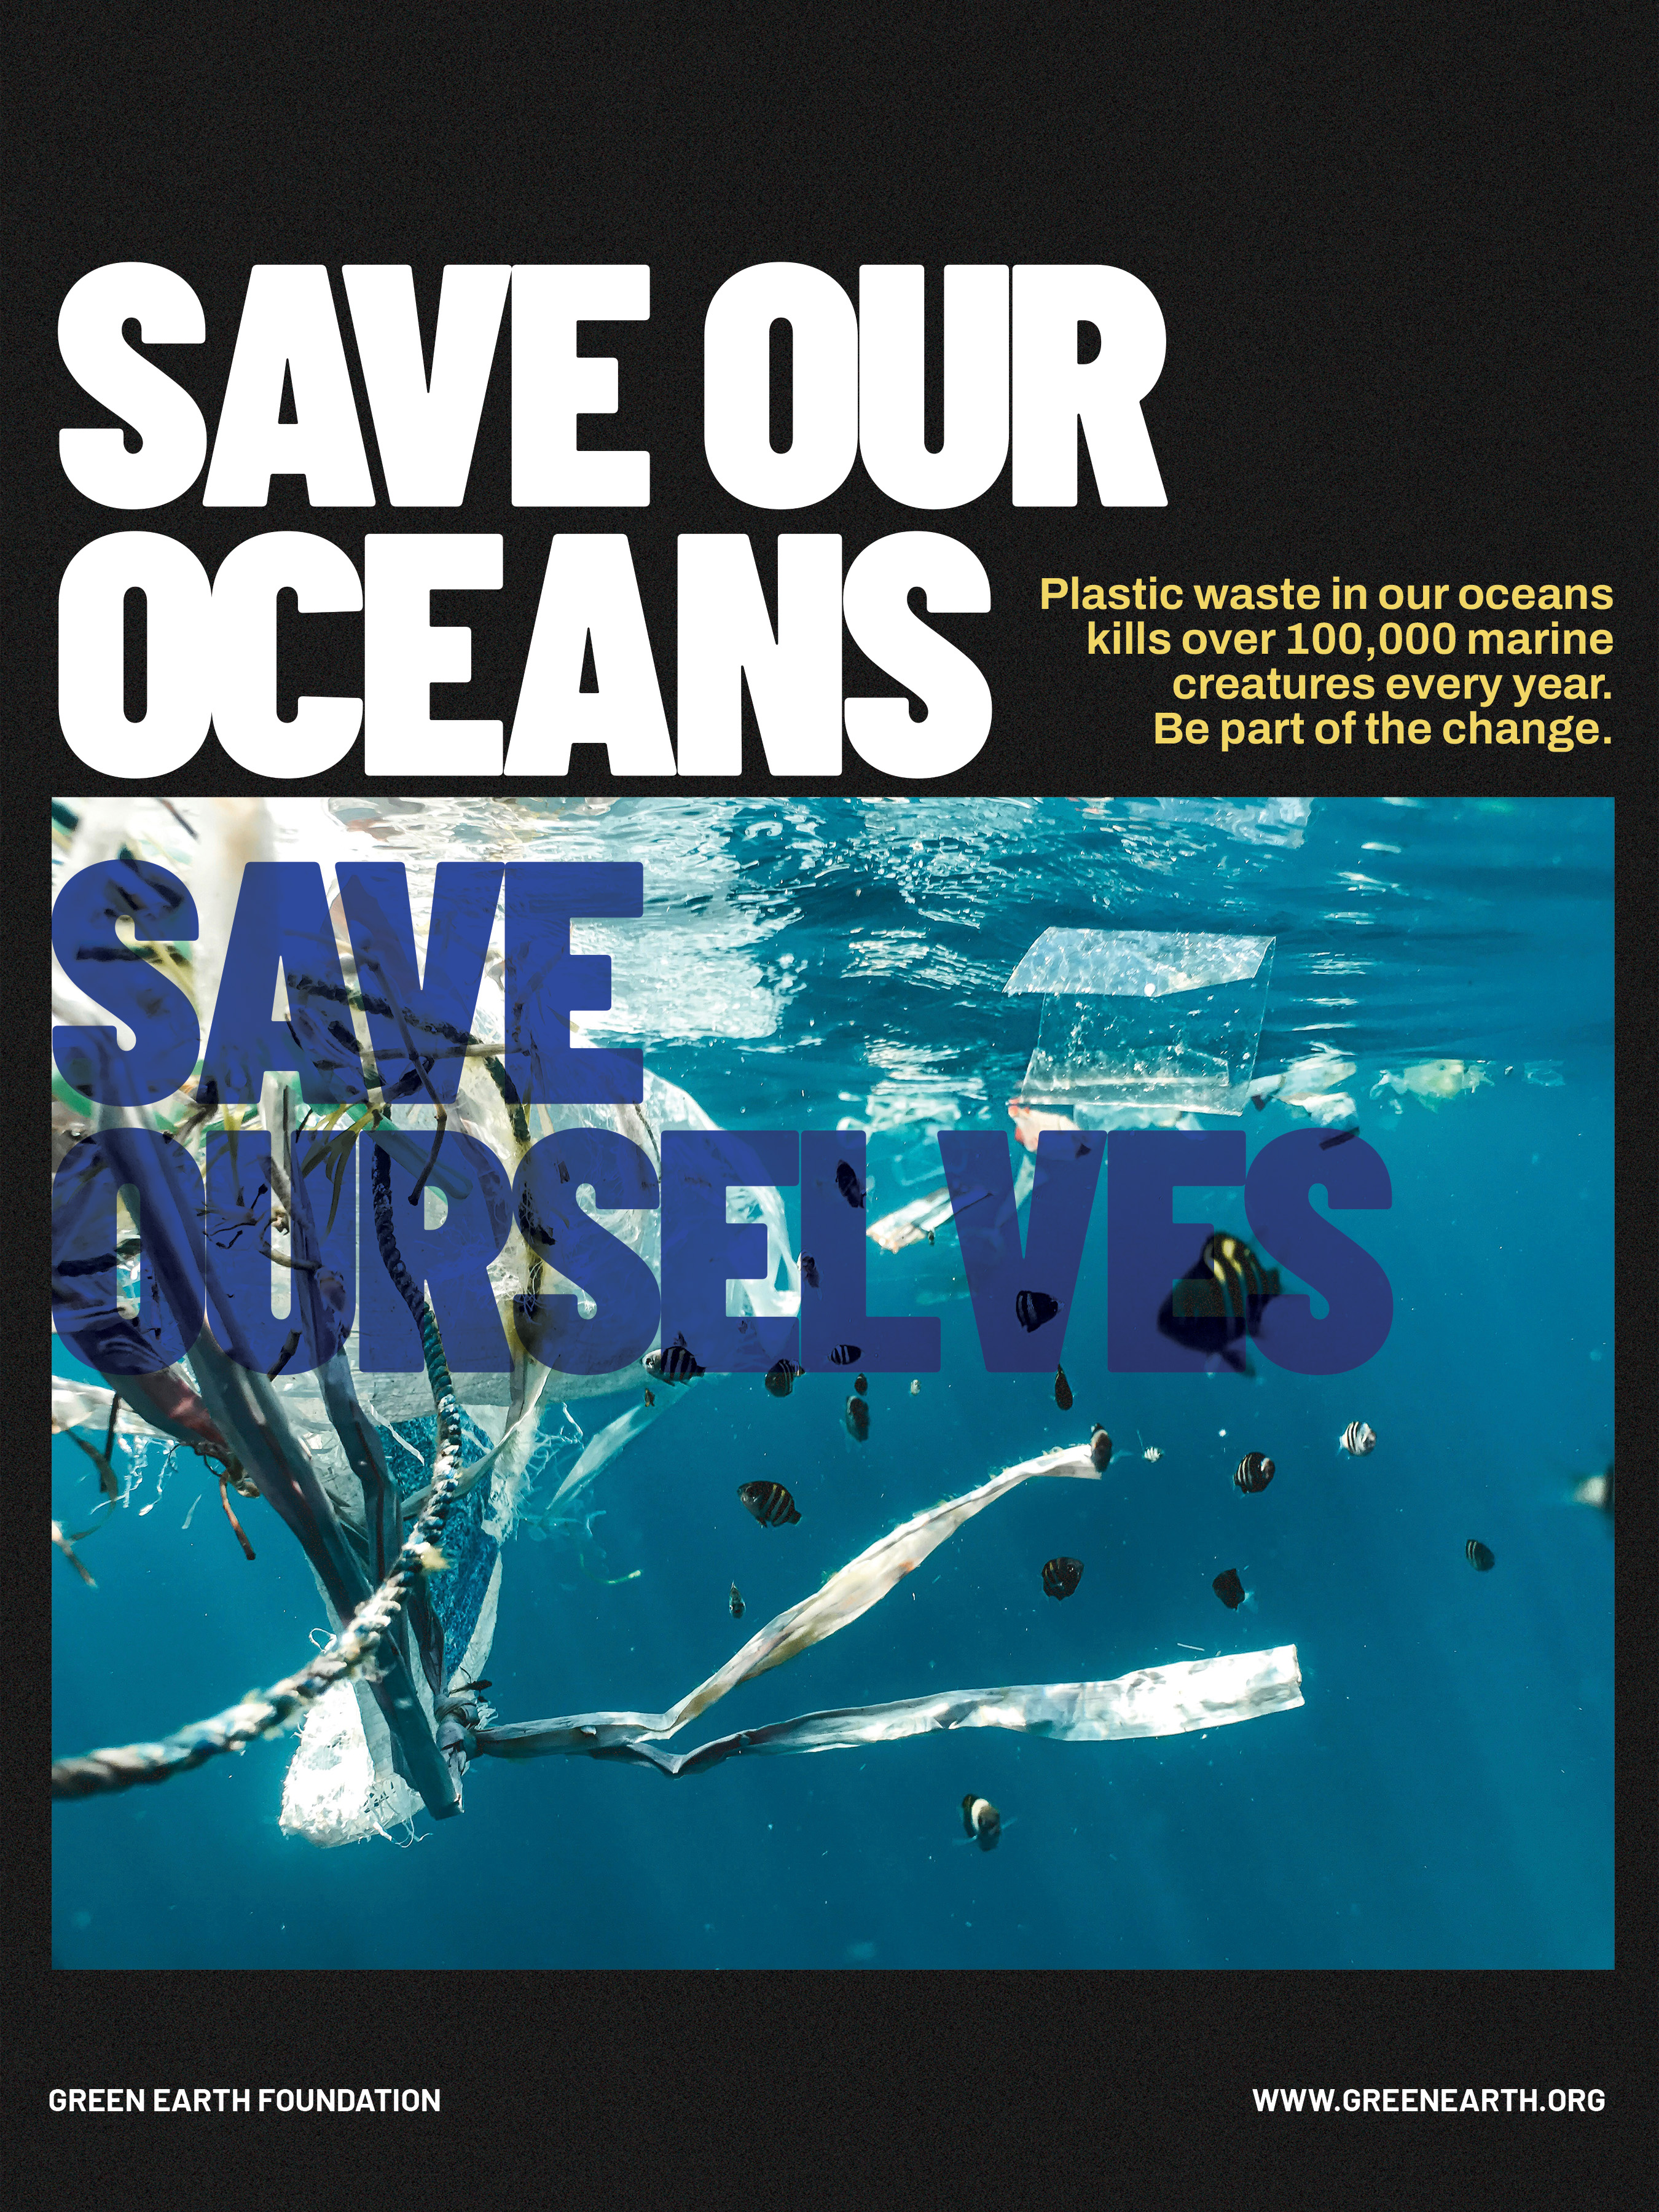 SAVE OUR
OCEANS
Plastic waste in our oceans
kills over 100,000 marine
creatures every year.
Be part of the change.
SAVE
OURSELVES
GREEN EARTH FOUNDATION
WWW.GREENEARTH.ORG